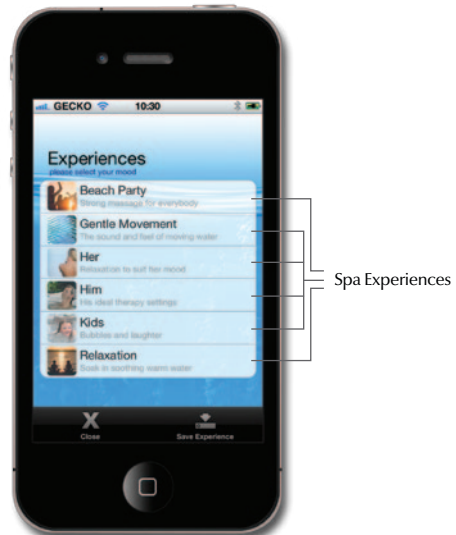 GECKO 10:30
Experiences
please select your mood
Beach Party
Strong massage for everybody
Gentle Movement
The sound and feel of moving water
Her
Relaxation to suit her mood
Him
His ideal therapy settings
Kids
Bubbles and laughter
Relaxation
Soak in soothing warm water
Spa Experiences
Close Save Experience